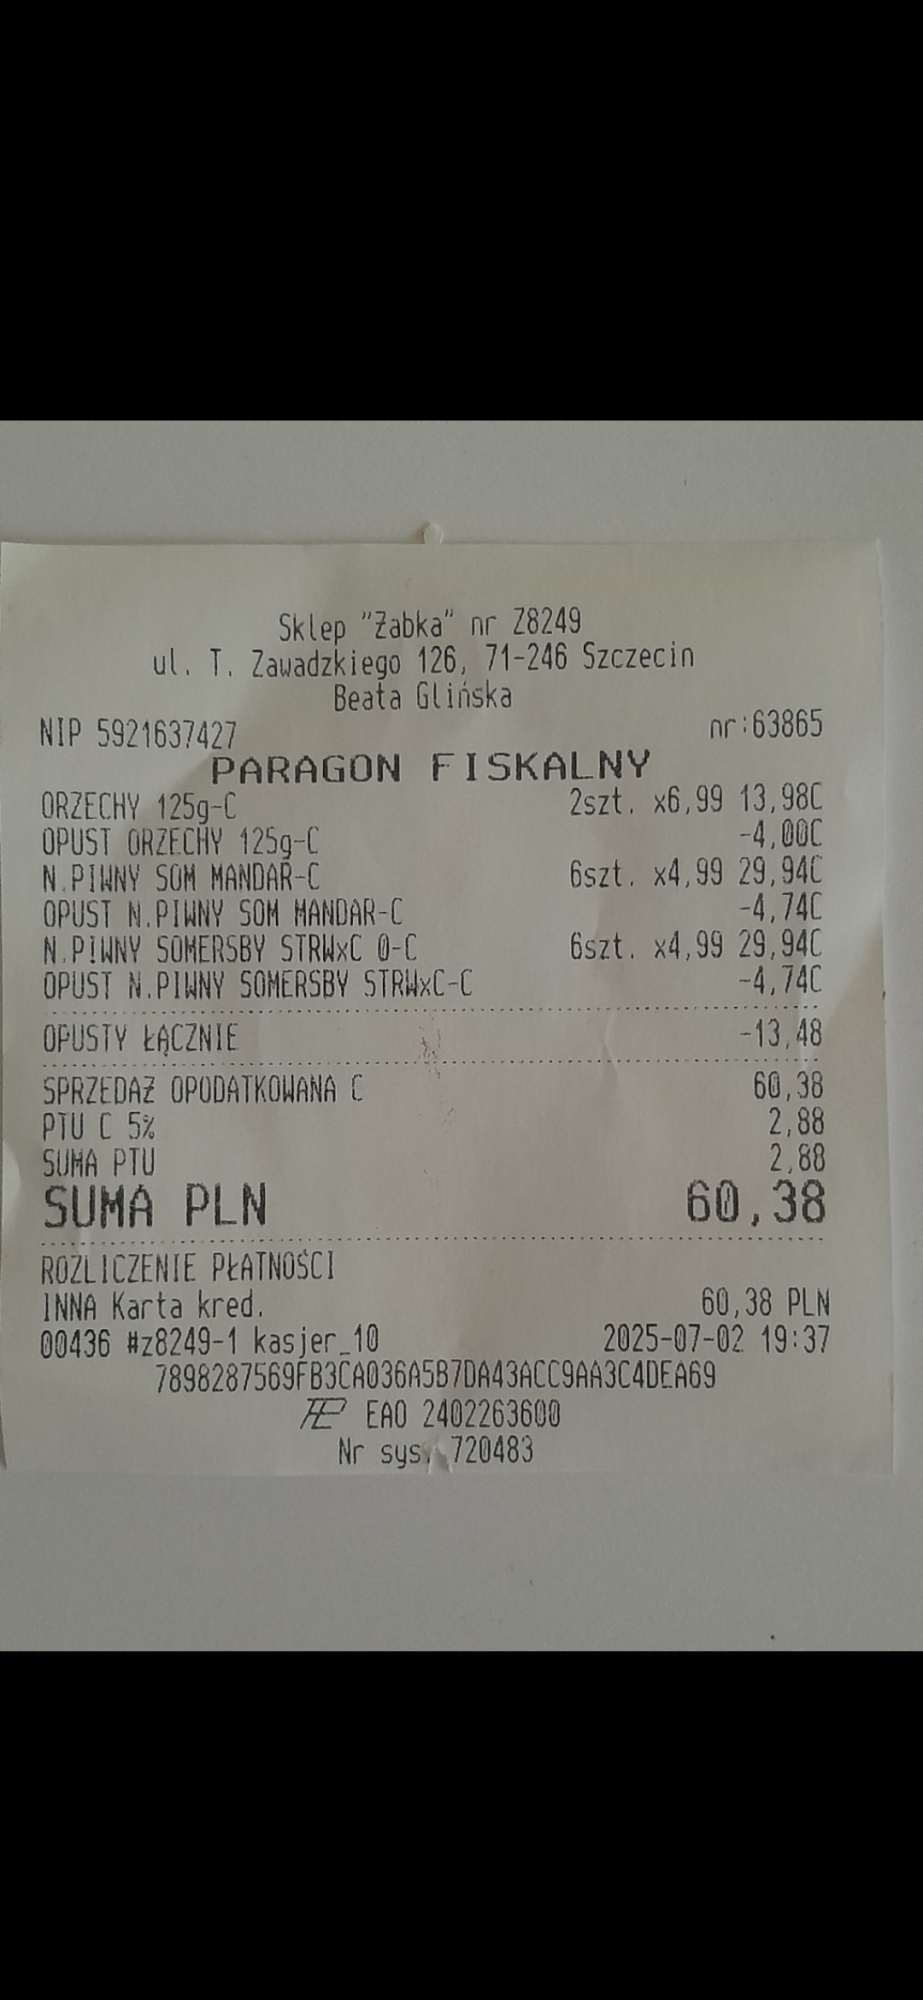 Sklep "Żabka" nr Z8249
ul. T. Zawadzkiego 126, 71-246 Szczecin
Beata Glińska
NIP 5921637427 nr:63865
PARAGON FISKALNY
ORZECHY 125g-C 2szt. x6,99 13,98C
OPUST ORZECHY 125g-C -4,00C
N.PIWNY SOM MANDAR-C 6szt. x4,99 29,94C
OPUST N.PIWNY SOM MANDAR-C -4,74C
N.PIWNY SOMERSBY STRWxC 0-C 6szt. x4,99 29,94C
OPUST N.PIWNY SOMERSBY STRWxC-C -4,74C
OPUSTY ŁĄCZNIE -13,48
SPRZEDAŻ OPODATKOWANA C 60,38
PTU C 5% 2,88
SUMA PTU 2,88
SUMA PLN 60,38
ROZLICZENIE PŁATNOŚCI
INNA Karta kred. 60,38 PLN
00436 #z8249-1 kasjer_10 2025-07-02 19:37
7898287569FB3CA036A5B7DA43ACC9AA3C4DEA69
EAO 2402263600
Nr sys. 720483